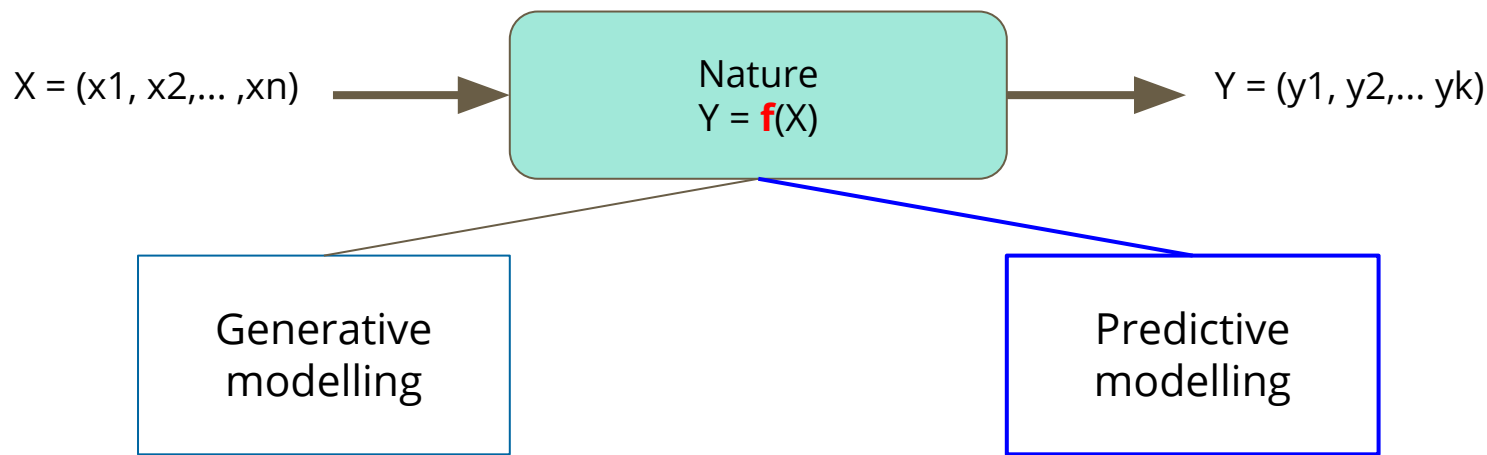 X = (x1, x2,... ,xn)
Nature
Y = f(X)
Y = (y1, y2,... yk)
Generative
modelling
Predictive
modelling